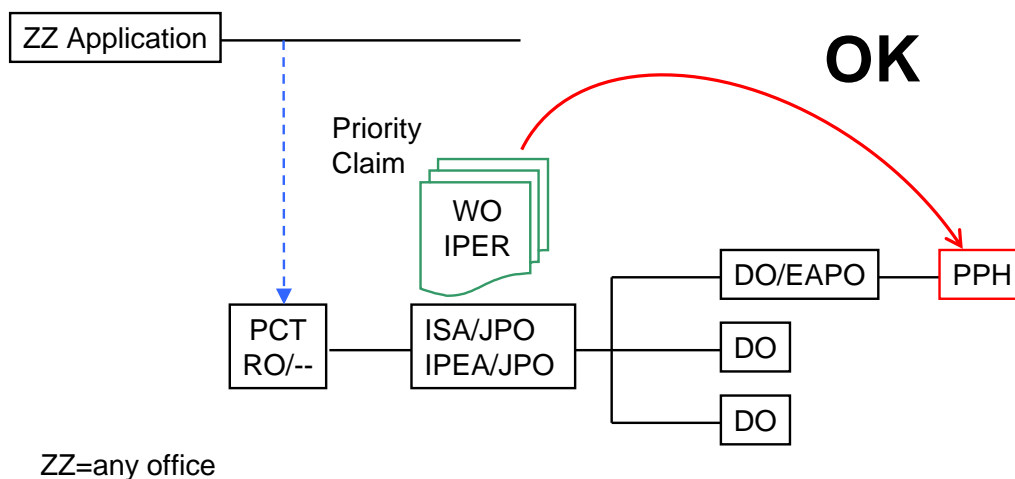 ZZ Application
OK
Priority
Claim
WO
IPER
DO/EAPO
PPH
PCT
RO/--
ISA/JPO
IPEA/JPO
DO
DO
ZZ=any office